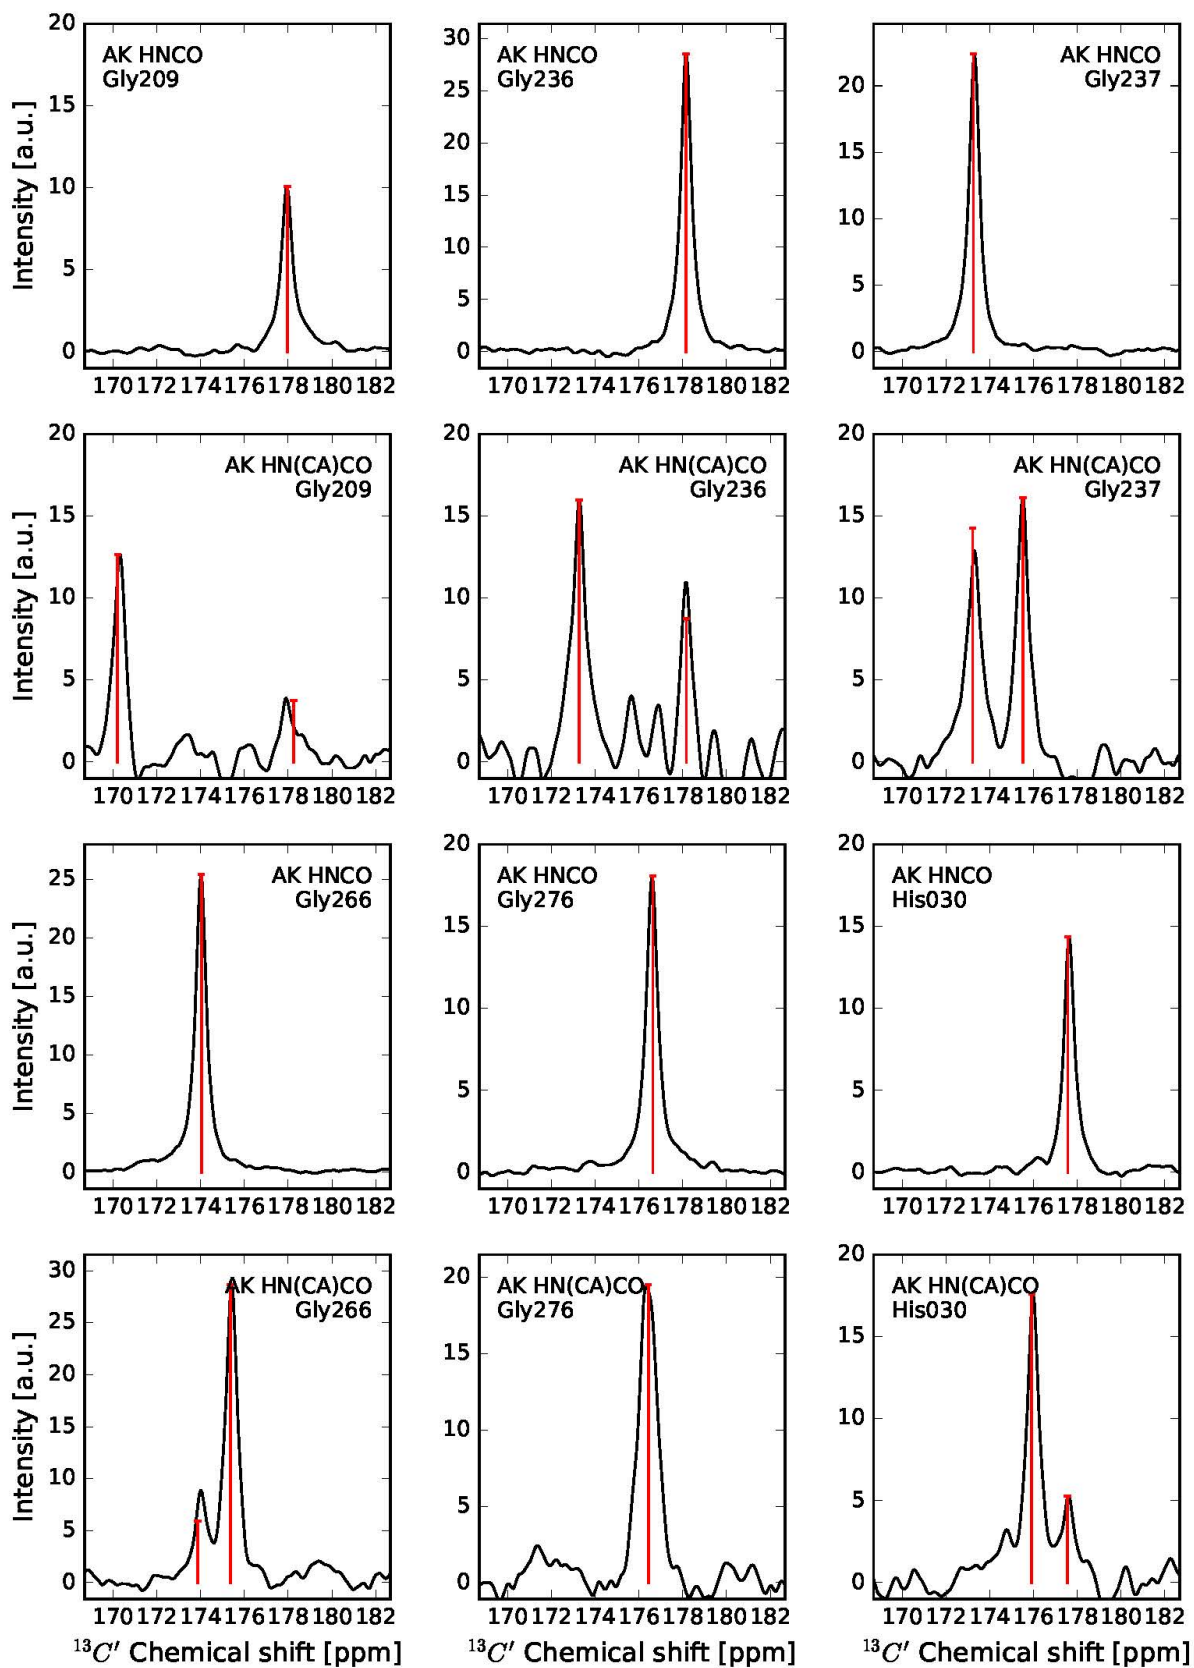 20
15
10
5
0
Intensity [a.u.]
AK HNCO
Gly209
170 172 174 176 178 180 182
30
25
20
15
10
5
0
AK HNCO
Gly236
170 172 174 176 178 180 182
20
15
10
5
0
AK HNCO
Gly237
170 172 174 176 178 180 182
20
15
10
5
0
Intensity [a.u.]
AK HN(CA)CO
Gly209
170 172 174 176 178 180 182
20
15
10
5
0
AK HN(CA)CO
Gly236
170 172 174 176 178 180 182
20
15
10
5
0
AK HN(CA)CO
Gly237
170 172 174 176 178 180 182
25
20
15
10
5
0
Intensity [a.u.]
AK HNCO
Gly266
170 172 174 176 178 180 182
20
15
10
5
0
AK HNCO
Gly276
170 172 174 176 178 180 182
20
15
10
5
0
AK HNCO
His030
170 172 174 176 178 180 182
30
25
20
15
10
5
0
Intensity [a.u.]
AK HN(CA)CO
Gly266
170 172 174 176 178 180 182
¹³C′ Chemical shift [ppm]
20
15
10
5
0
AK HN(CA)CO
Gly276
170 172 174 176 178 180 182
¹³C′ Chemical shift [ppm]
20
15
10
5
0
AK HN(CA)CO
His030
170 172 174 176 178 180 182
¹³C′ Chemical shift [ppm]